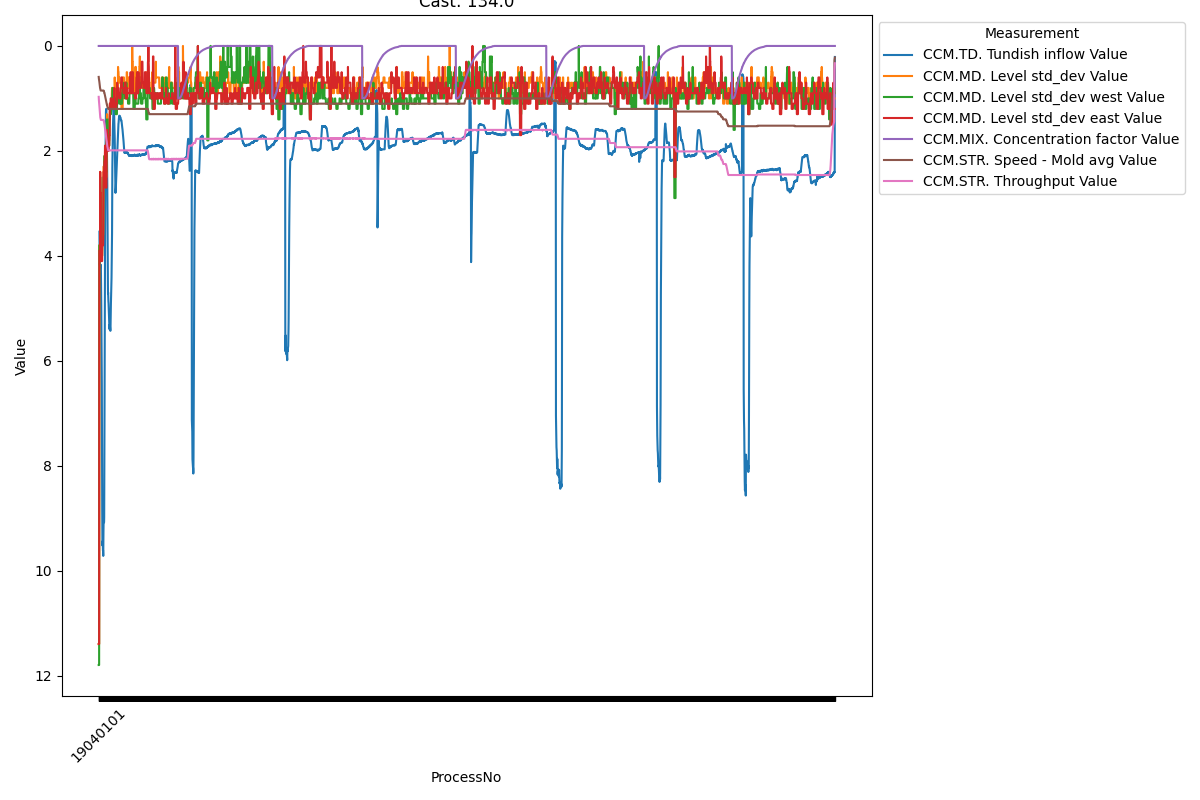 Cast: 134.0
Measurement
CCM.TD. Tundish inflow Value
CCM.MD. Level std_dev Value
CCM.MD. Level std_dev west Value
CCM.MD. Level std_dev east Value
CCM.MIX. Concentration factor Value
CCM.STR. Speed - Mold avg Value
CCM.STR. Throughput Value
0
2
4
6
8
10
12
Value
19040101
ProcessNo